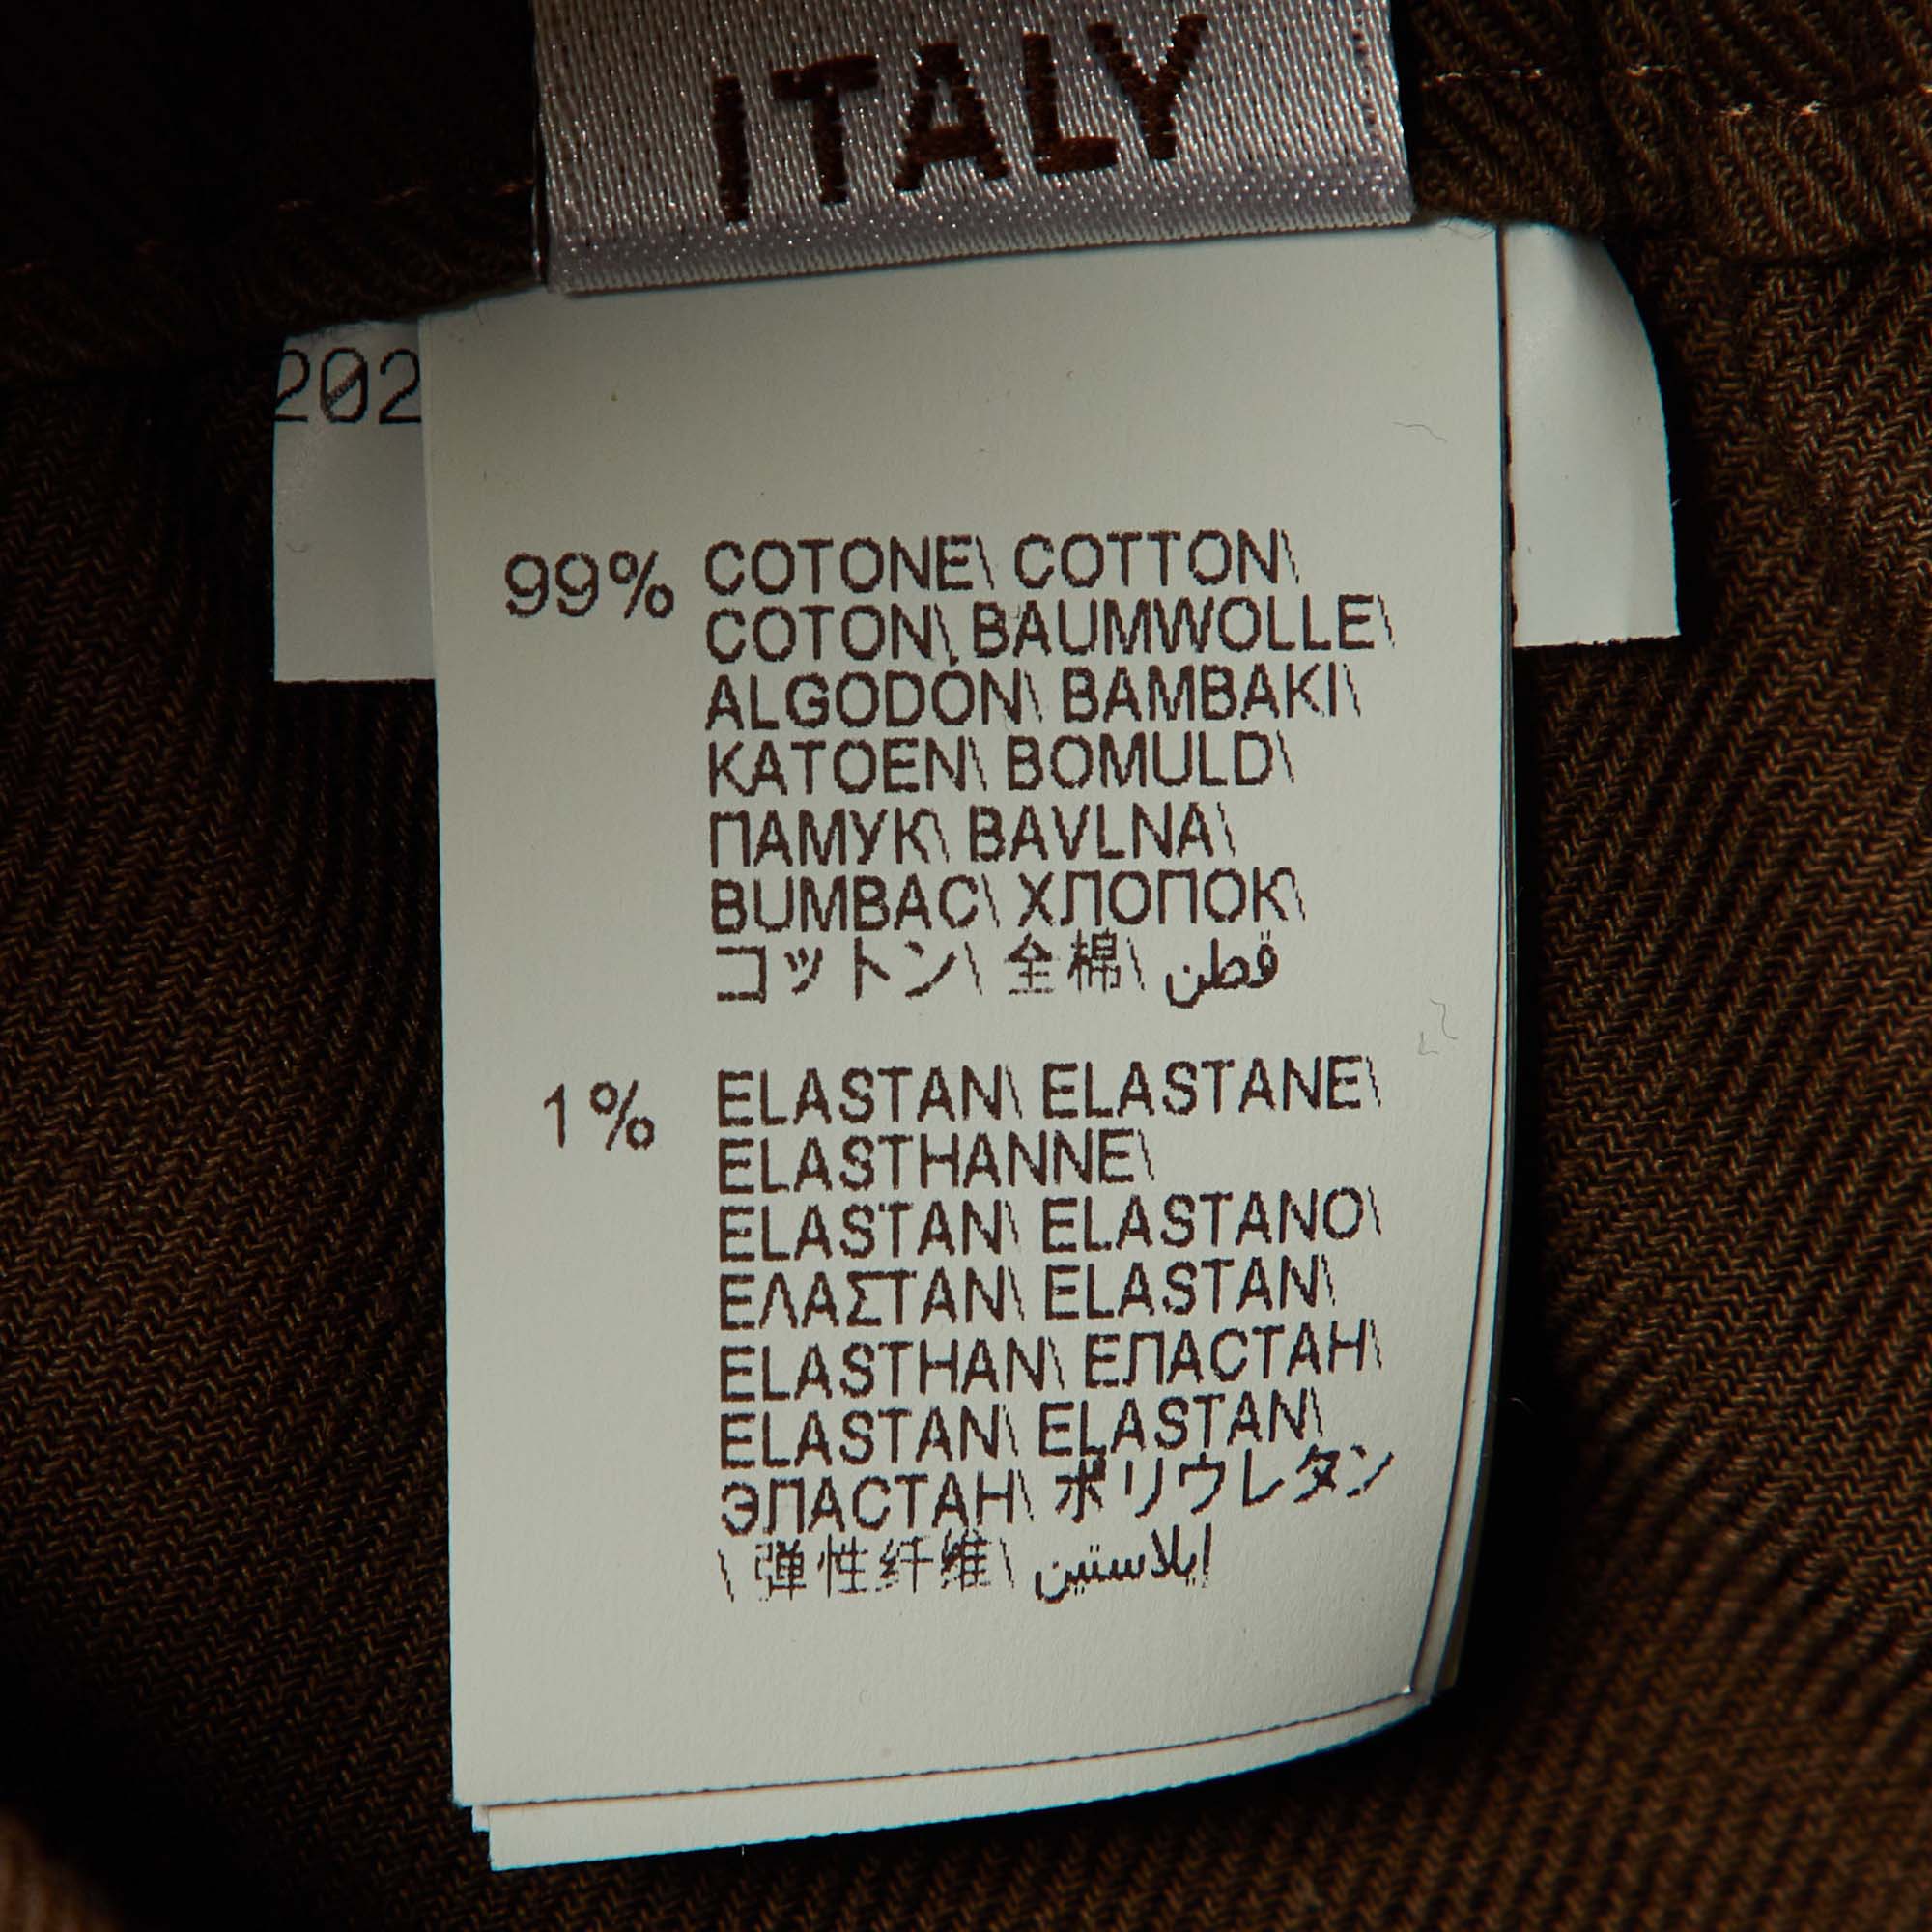 ITALY
202
99% COTONE\ COTTON\
COTON\ BAUMWOLLE\
ALGODÓN\ BAMBAKI\
KATOEN\ BOMULD\
ПАМУК\ BAVLNA\
BUMBAC\ ХЛОПОК\
コットン\ 全棉\ قطن
1% ELASTAN\ ELASTANE\
ELASTHANNE\
ELASTAN\ ELASTANO\
ΕΛΑΣΤΑΝ\ ELASTAN\
ELASTHAN\ ЕЛАСТАН\
ELASTAN\ ELASTAN\
ЭЛАСТАН\ ポリウレタン
\ 弹性纤维\ إيلاستين